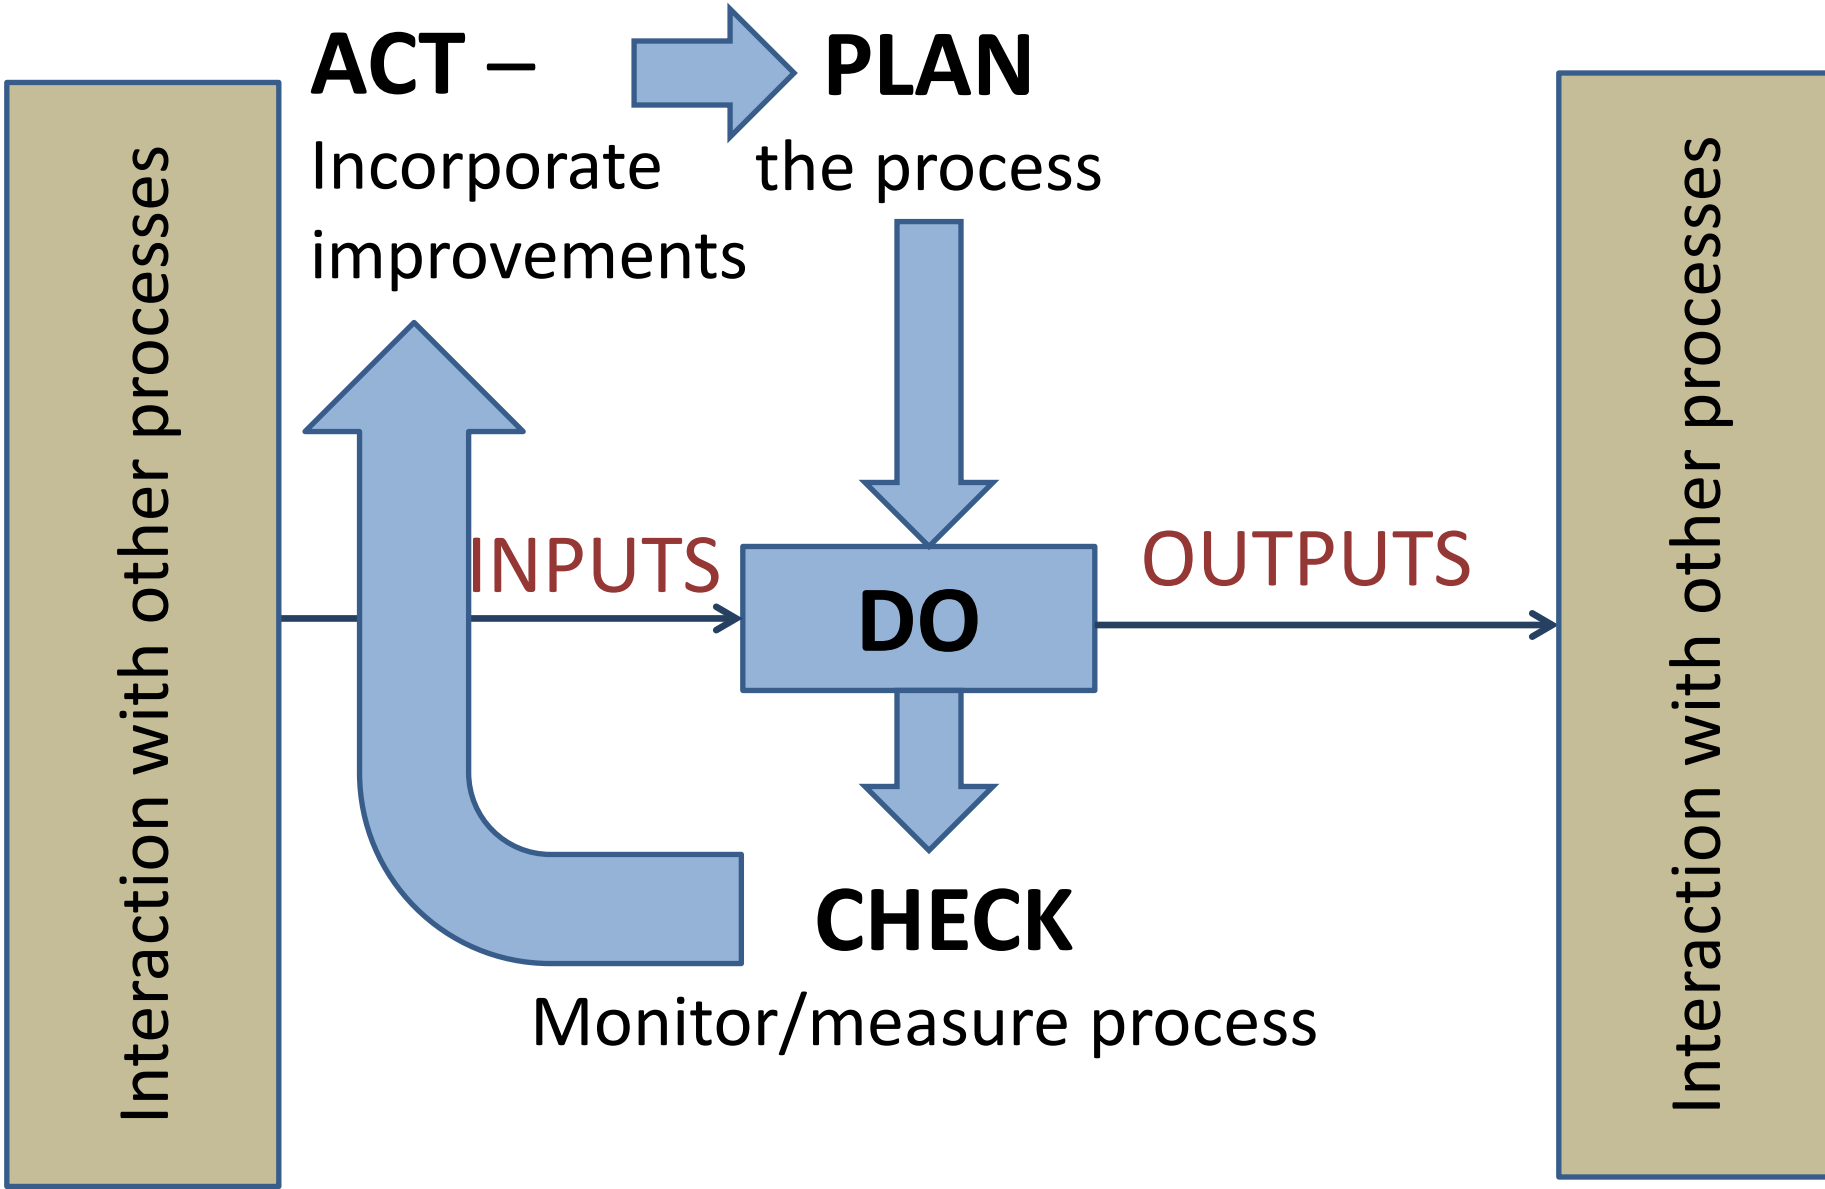 Interaction with other processes
ACT –
Incorporate
improvements
PLAN
the process
INPUTS
DO
OUTPUTS
CHECK
Monitor/measure process
Interaction with other processes